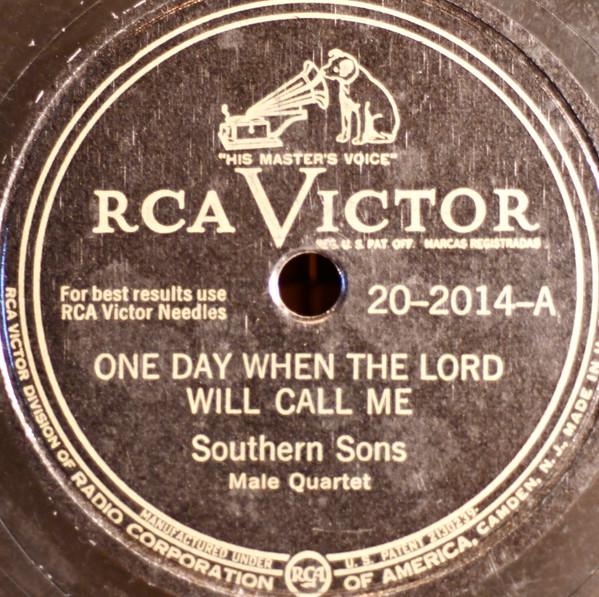 "HIS MASTER'S VOICE"
RCA VICTOR
REG. U. S. PAT. OFF. MARCAS REGISTRADAS.
For best results use
RCA Victor Needles
20-2014-A
ONE DAY WHEN THE LORD
WILL CALL ME
Southern Sons
Male Quartet
MANUFACTURED UNDER U. S. PATENT 2130239-
RCA VICTOR DIVISION OF RADIO CORPORATION OF AMERICA, CAMDEN, N. J. MADE IN U.
RCA